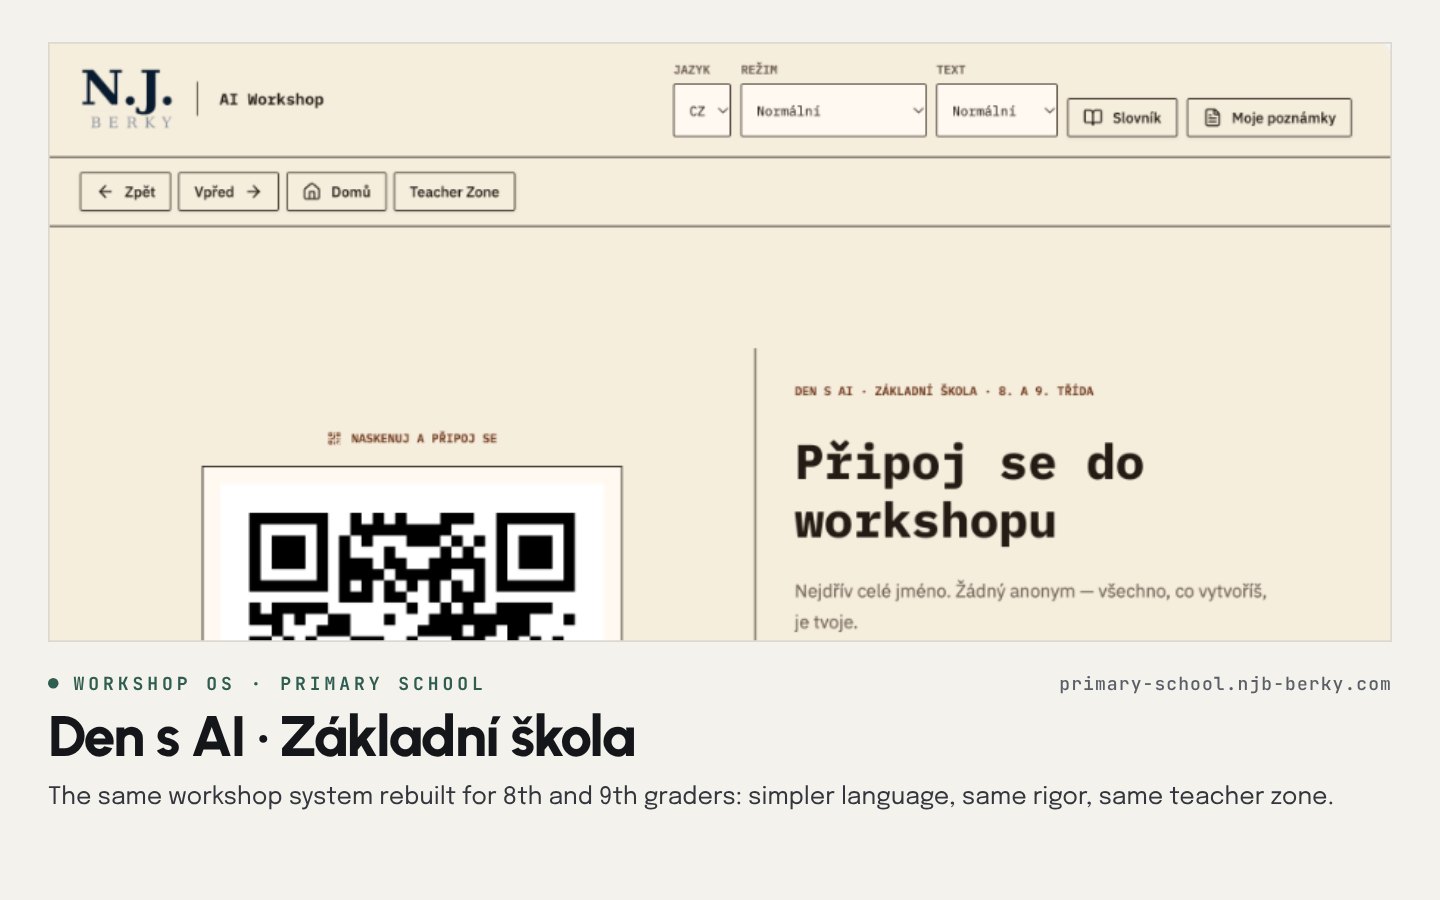 N.J.
BERKY
AI Workshop
JAZYK
REŽIM
TEXT
CZ
Normální
Normální
Slovník
Moje poznámky
Zpět
Vpřed
Domů
Teacher Zone
NASKENUJ A PŘIPOJ SE
DEN S AI · ZÁKLADNÍ ŠKOLA · 8. A 9. TŘÍDA
Připoj se do
workshopu
Nejdřív celé jméno. Žádný anonym — všechno, co vytvoříš,
je tvoje.
WORKSHOP OS · PRIMARY SCHOOL
primary-school.njb-berky.com
Den s AI · Základní škola
The same workshop system rebuilt for 8th and 9th graders: simpler language, same rigor, same teacher zone.